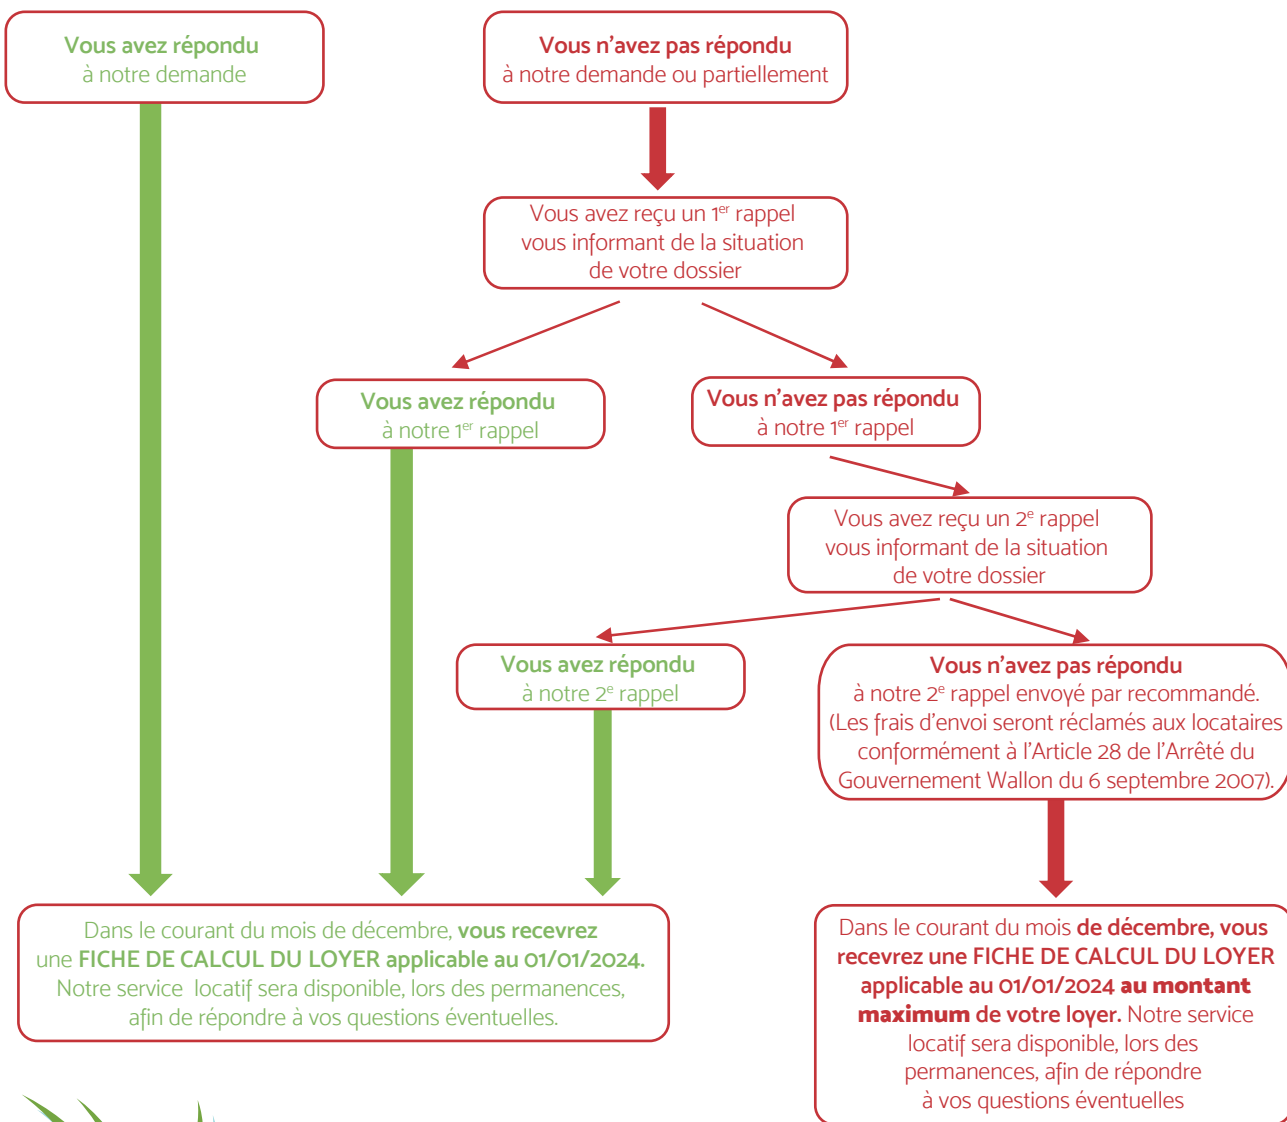 Vous avez répondu
à notre demande
Vous n'avez pas répondu
à notre demande ou partiellement
Vous avez reçu un 1er rappel
vous informant de la situation
de votre dossier
Vous avez répondu
à notre 1er rappel
Vous n'avez pas répondu
à notre 1er rappel
Vous avez reçu un 2e rappel
vous informant de la situation
de votre dossier
Vous avez répondu
à notre 2e rappel
Vous n'avez pas répondu
à notre 2e rappel envoyé par recommandé.
(Les frais d'envoi seront réclamés aux locataires
conformément à l'Article 28 de l'Arrêté du
Gouvernement Wallon du 6 septembre 2007).
Dans le courant du mois de décembre, vous recevrez
une FICHE DE CALCUL DU LOYER applicable au 01/01/2024.
Notre service locatif sera disponible, lors des permanences,
afin de répondre à vos questions éventuelles.
Dans le courant du mois de décembre, vous
recevrez une FICHE DE CALCUL DU LOYER
applicable au 01/01/2024 au montant
maximum de votre loyer. Notre service
locatif sera disponible, lors des
permanences, afin de répondre
à vos questions éventuelles